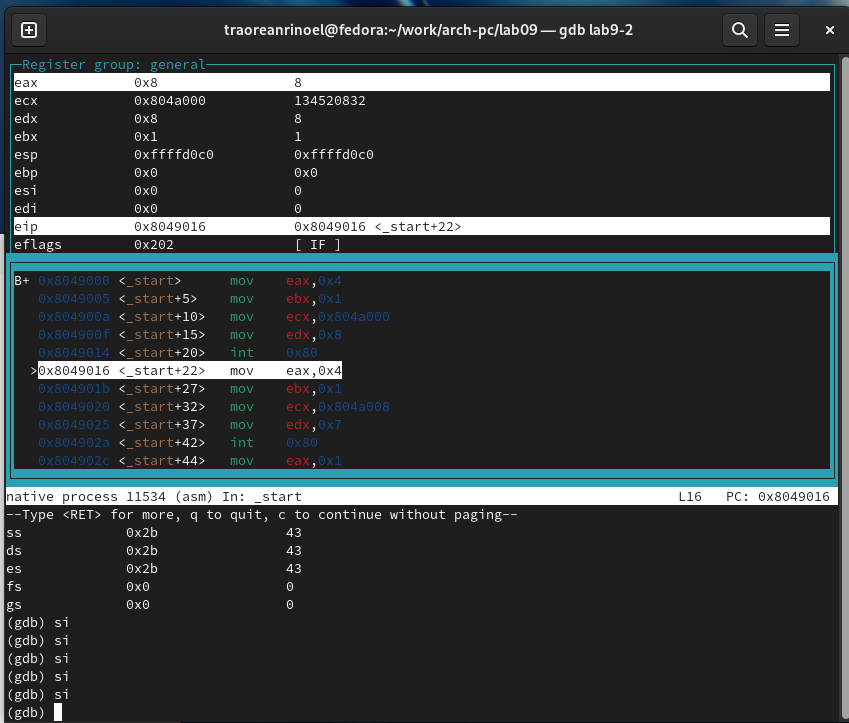 traoreanrinoel@fedora:~/work/arch-pc/lab09 — gdb lab9-2
Register group: general
eax 0x8 8
ecx 0x804a000 134520832
edx 0x8 8
ebx 0x1 1
esp 0xffffd0c0 0xffffd0c0
ebp 0x0 0x0
esi 0x0 0
edi 0x0 0
eip 0x8049016 0x8049016 <_start+22>
eflags 0x202 [ IF ]
B+ 0x8049000 <_start> mov eax,0x4
0x8049005 <_start+5> mov ebx,0x1
0x804900a <_start+10> mov ecx,0x804a000
0x804900f <_start+15> mov edx,0x8
0x8049014 <_start+20> int 0x80
>0x8049016 <_start+22> mov eax,0x4
0x804901b <_start+27> mov ebx,0x1
0x8049020 <_start+32> mov ecx,0x804a008
0x8049025 <_start+37> mov edx,0x7
0x804902a <_start+42> int 0x80
0x804902c <_start+44> mov eax,0x1
native process 11534 (asm) In: _start L16 PC: 0x8049016
--Type <RET> for more, q to quit, c to continue without paging--
ss 0x2b 43
ds 0x2b 43
es 0x2b 43
fs 0x0 0
gs 0x0 0
(gdb) si
(gdb) si
(gdb) si
(gdb) si
(gdb) si
(gdb)